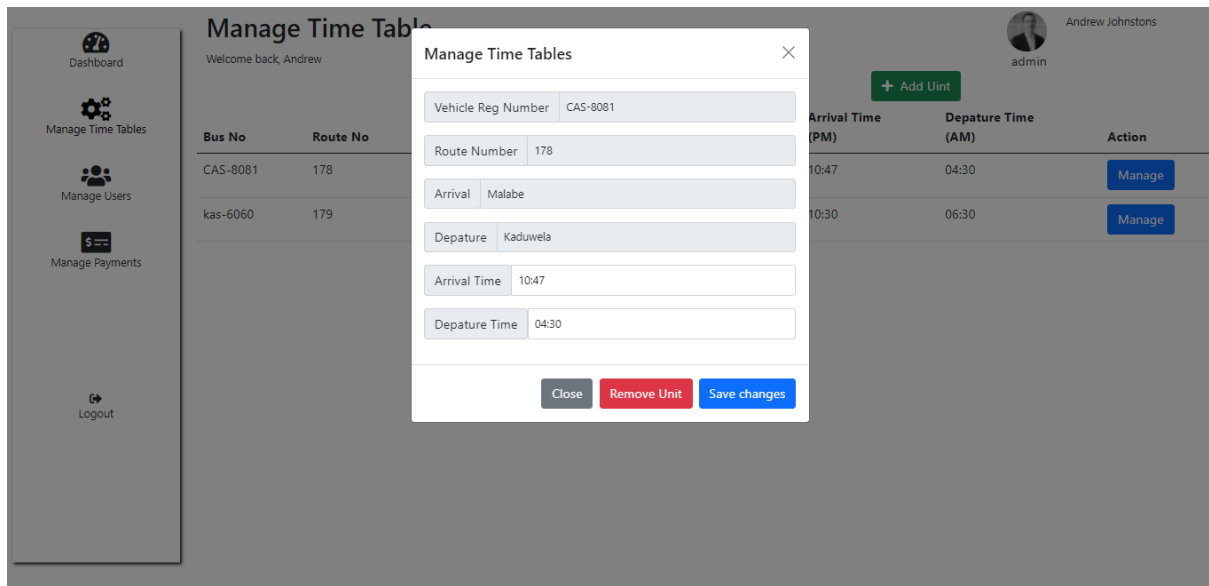 Dashboard
Manage Time Tables
Manage Users
Manage Payments
Logout
Manage Time Tab
Welcome back, Andrew
Andrew Johnstons
admin
+ Add Uint
Bus No Route No Arrival Time (PM) Depature Time (AM) Action
CAS-8081 178 10:47 04:30 Manage
kas-6060 179 10:30 06:30 Manage
Manage Time Tables
Vehicle Reg Number CAS-8081
Route Number 178
Arrival Malabe
Depature Kaduwela
Arrival Time 10:47
Depature Time 04:30
Close Remove Unit Save changes